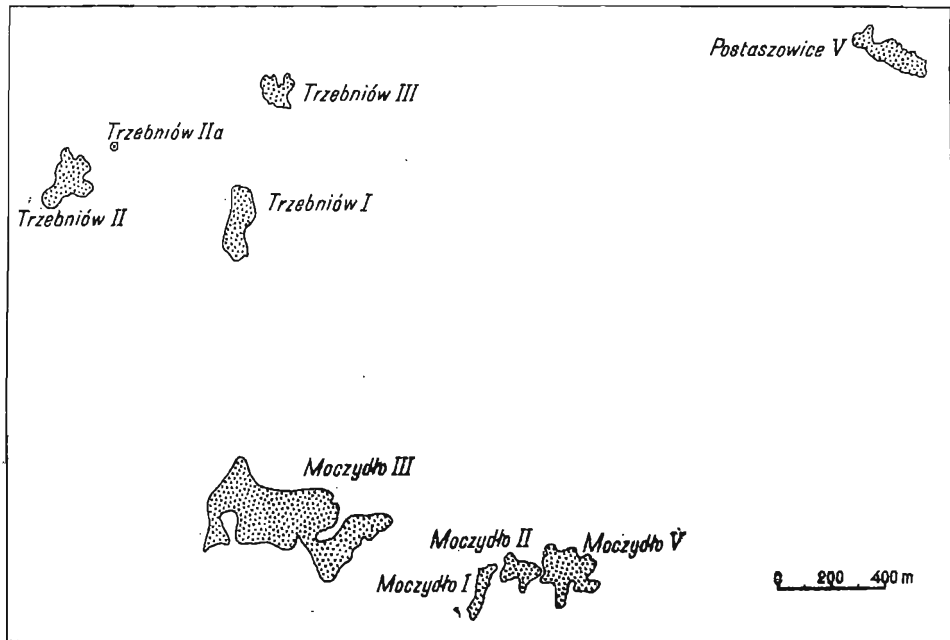 Postaszowice V
Trzebniów III
Trzebniów IIa
Trzebniów II
Trzebniów I
Moczydło III
Moczydło II
Moczydło V
Moczydło I
0 200 400 m